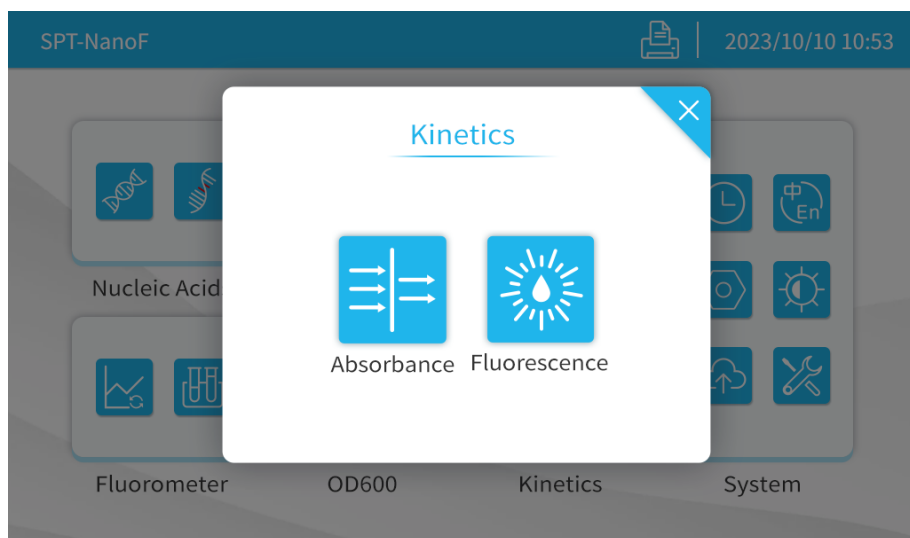 SPT-NanoF
2023/10/10 10:53
Kinetics
中
En
Nucleic Acid
Absorbance
Fluorescence
Fluorometer
OD600
Kinetics
System